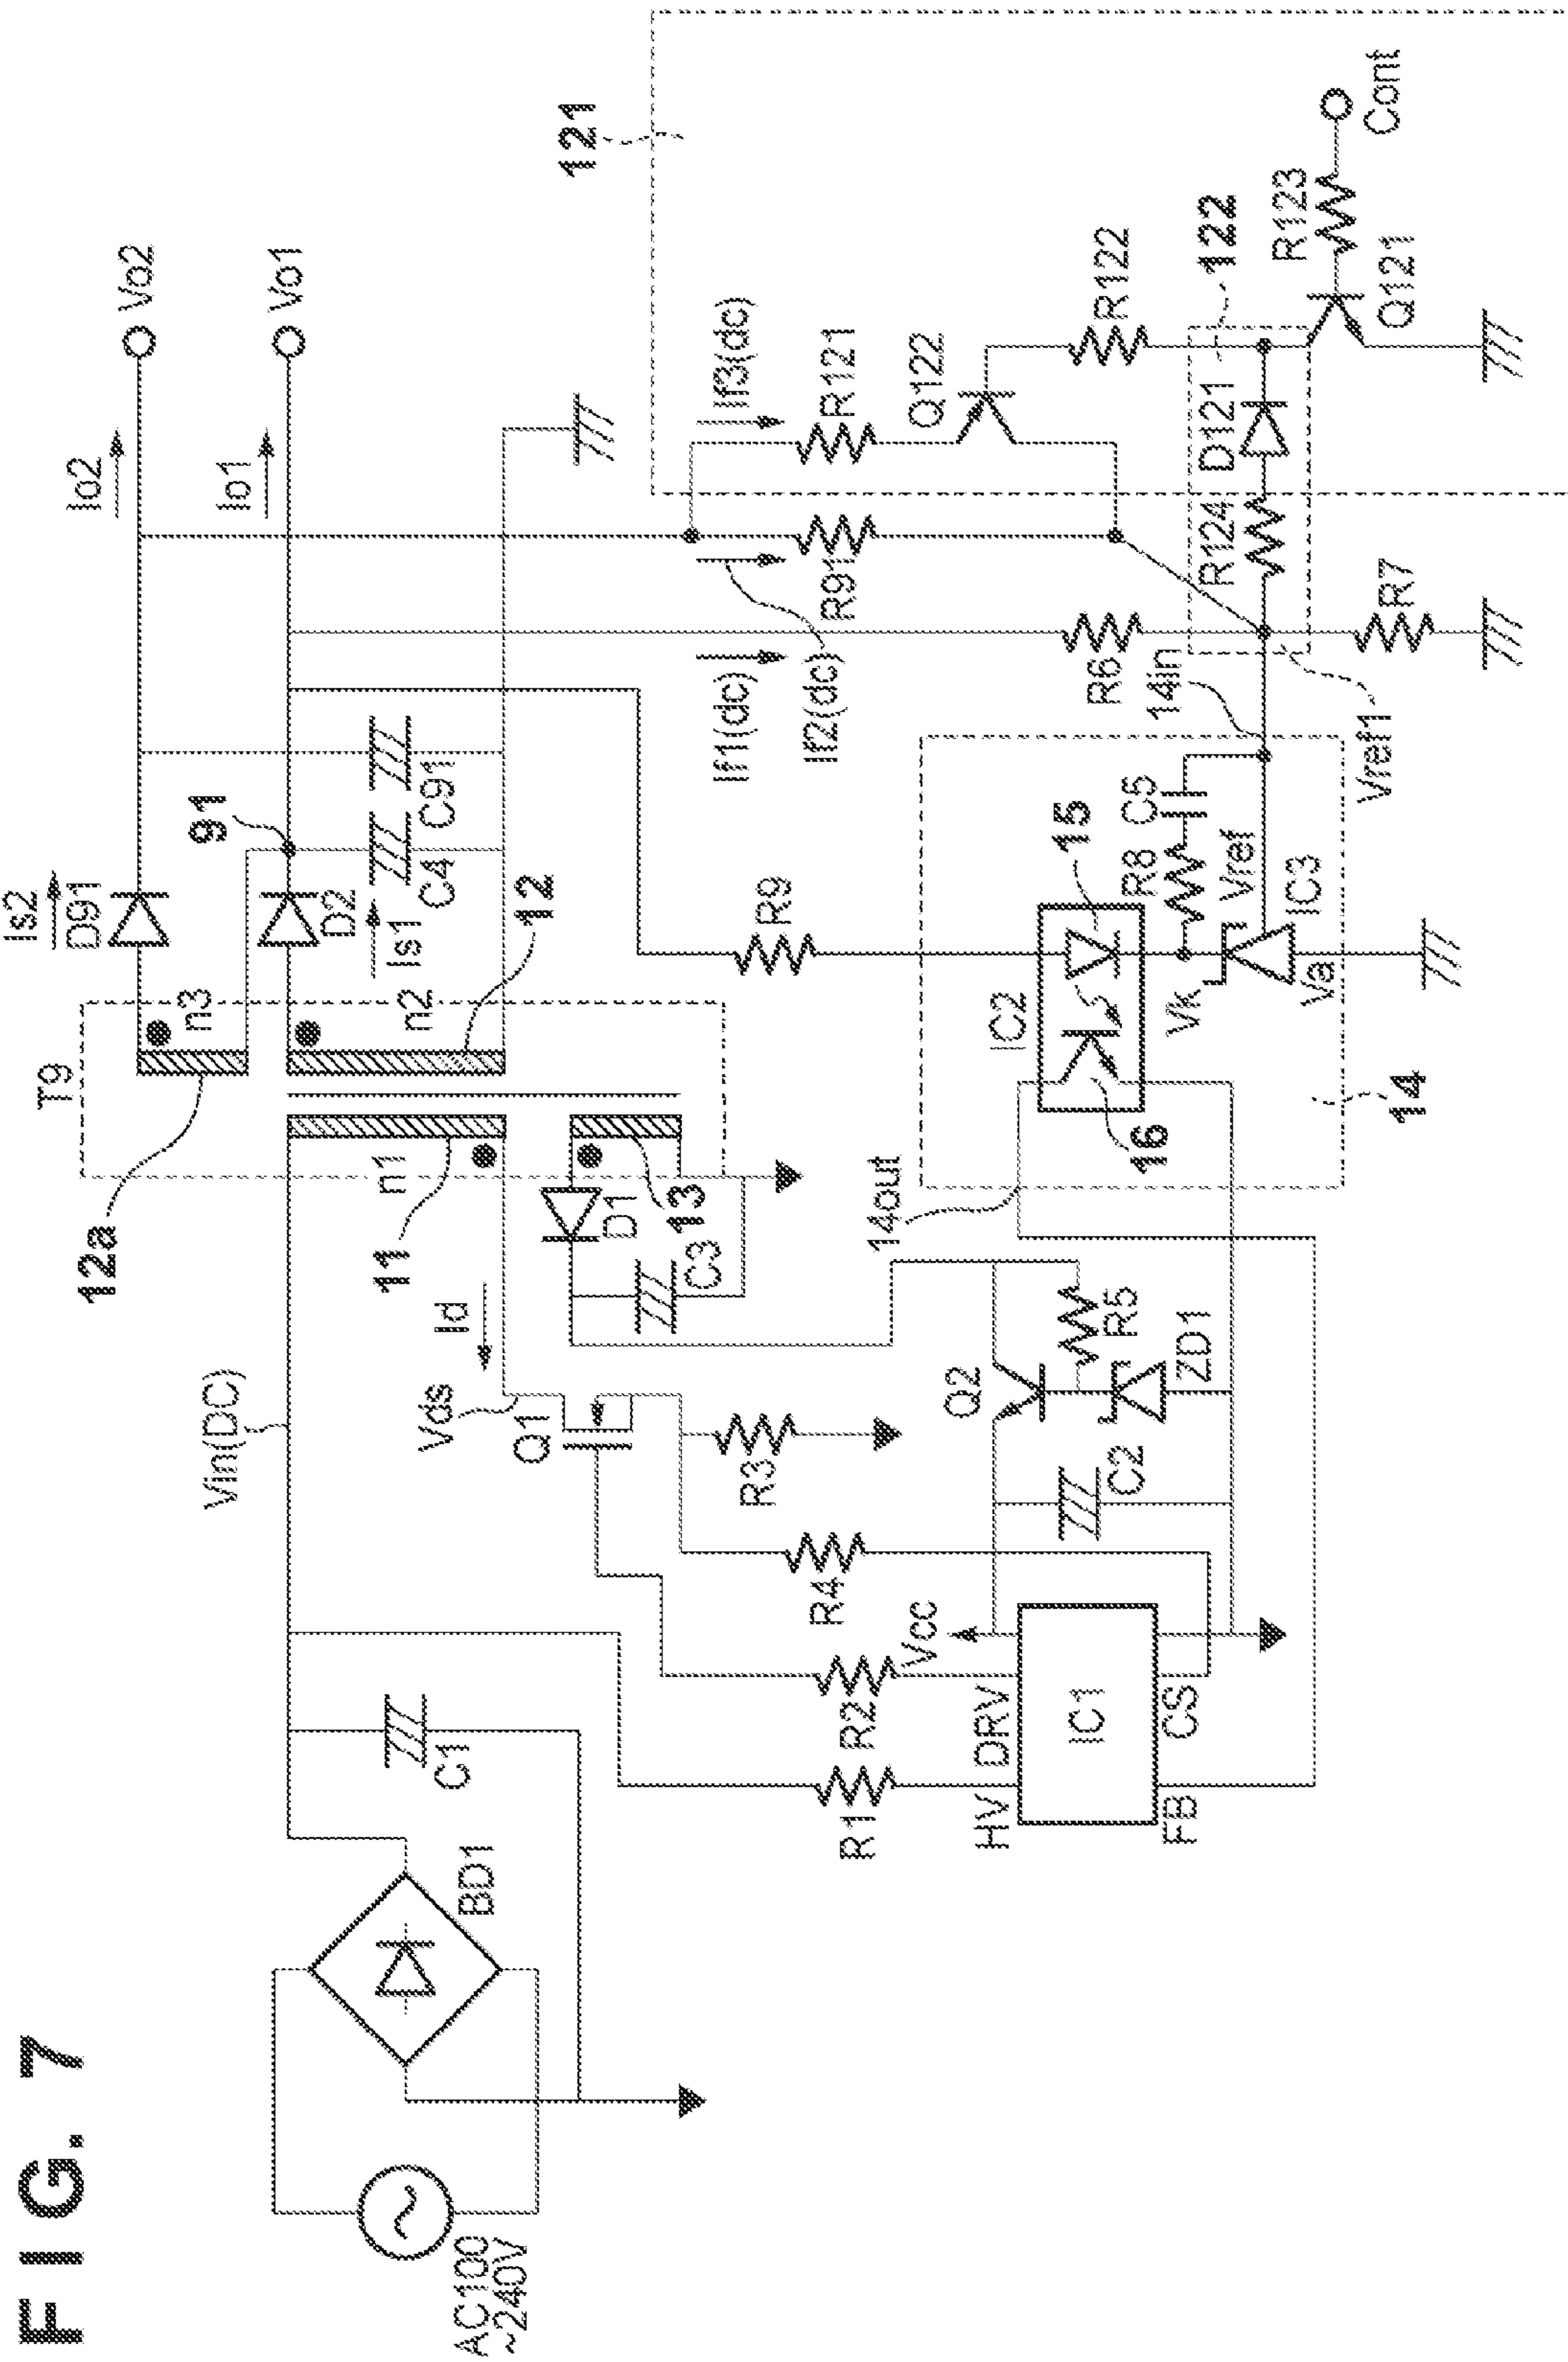 FIG. 7
AC100
~240V
BD1
C1
Vin(DC)
T9
12a
n3
Is2
D91
91
Io2
Vo2
Io1
Vo1
n1
11
n2
D2
Is1
C4
C91
12
Id
Vds
Q1
D1
13
C3
R3
R4
R1
R2
HV
DRV
Vcc
IC1
FB
CS
C2
Q2
R5
ZD1
14out
R9
IC2
15
16
R8
C5
Vk
Vref
IC3
Va
14
14in
Vref1
R6
R7
If1(dc)
If2(dc)
R91
If3(dc)
R121
Q122
R122
121
122
R124
D121
R123
Q121
Cont